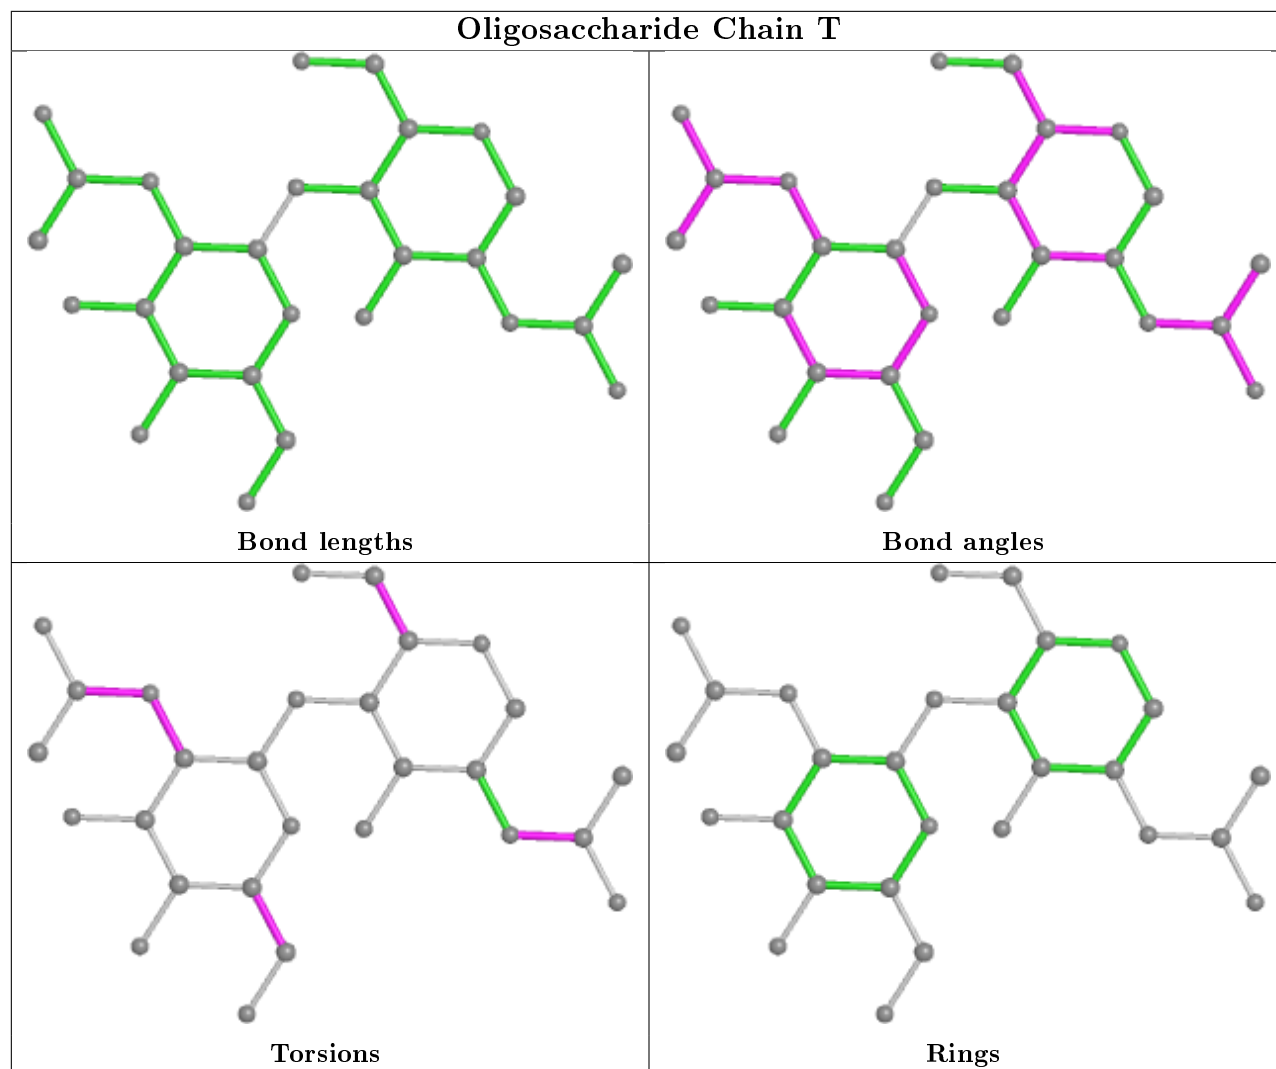 Oligosaccharide Chain T
Bond lengths
Bond angles
Torsions
Rings